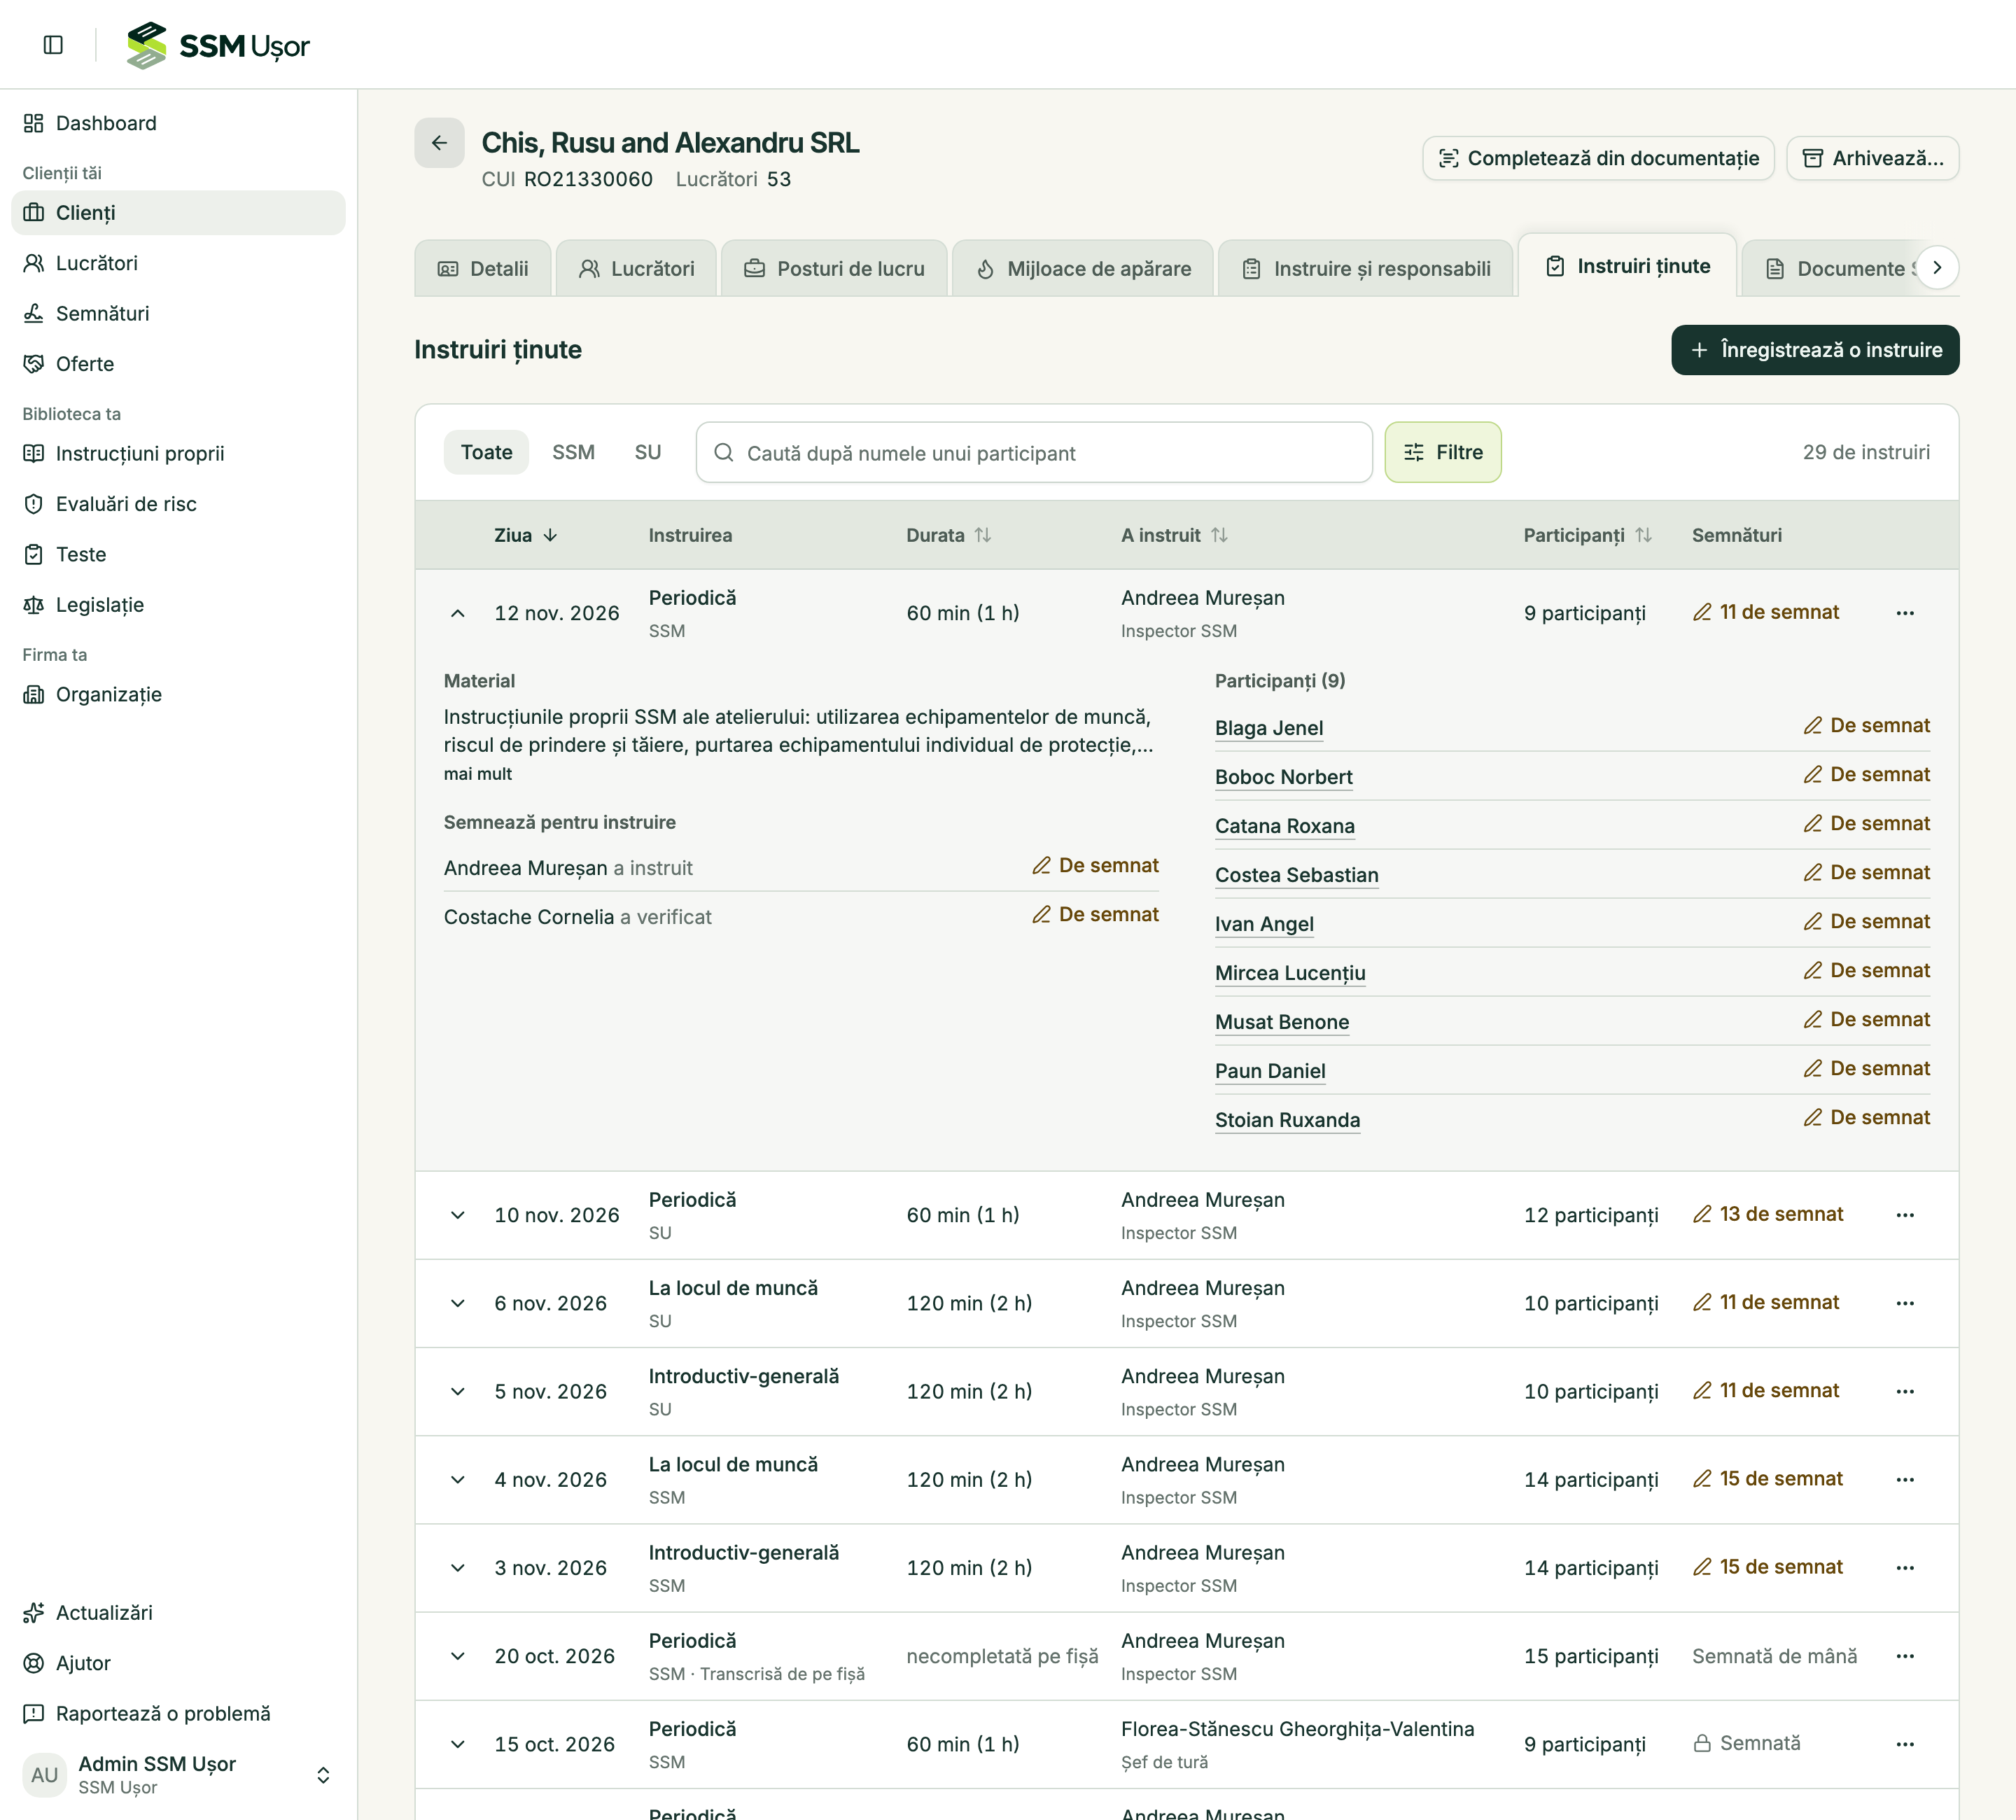 SSM Ușor
Dashboard
Clienții tăi
Clienți
Lucrători
Semnături
Oferte
Biblioteca ta
Instrucțiuni proprii
Evaluări de risc
Teste
Legislație
Firma ta
Organizație
Actualizări
Ajutor
Raportează o problemă
AU
Admin SSM Ușor
SSM Ușor
Chis, Rusu and Alexandru SRL
CUI RO21330060 Lucrători 53
Completează din documentație
Arhivează...
Detalii
Lucrători
Posturi de lucru
Mijloace de apărare
Instruire și responsabili
Instruiri ținute
Documente
Instruiri ținute
Înregistrează o instruire
Toate SSM SU
Caută după numele unui participant
Filtre
29 de instruiri
Ziua Instruirea Durata A instruit Participanți Semnături
12 nov. 2026 Periodică 60 min (1 h) Andreea Mureșan 9 participanți 11 de semnat
SSM Inspector SSM
Material
Instrucțiunile proprii SSM ale atelierului: utilizarea echipamentelor de muncă,
riscul de prindere și tăiere, purtarea echipamentului individual de protecție,...
mai mult
Semnează pentru instruire
Andreea Mureșan a instruit De semnat
Costache Cornelia a verificat De semnat
Participanți (9)
Blaga Jenel De semnat
Boboc Norbert De semnat
Catana Roxana De semnat
Costea Sebastian De semnat
Ivan Angel De semnat
Mircea Lucențiu De semnat
Musat Benone De semnat
Paun Daniel De semnat
Stoian Ruxanda De semnat
10 nov. 2026 Periodică 60 min (1 h) Andreea Mureșan 12 participanți 13 de semnat
SU Inspector SSM
6 nov. 2026 La locul de muncă 120 min (2 h) Andreea Mureșan 10 participanți 11 de semnat
SU Inspector SSM
5 nov. 2026 Introductiv-generală 120 min (2 h) Andreea Mureșan 10 participanți 11 de semnat
SU Inspector SSM
4 nov. 2026 La locul de muncă 120 min (2 h) Andreea Mureșan 14 participanți 15 de semnat
SSM Inspector SSM
3 nov. 2026 Introductiv-generală 120 min (2 h) Andreea Mureșan 14 participanți 15 de semnat
SSM Inspector SSM
20 oct. 2026 Periodică necompletată pe fișă Andreea Mureșan 15 participanți Semnată de mână
SSM · Transcrisă de pe fișă Inspector SSM
15 oct. 2026 Periodică 60 min (1 h) Florea-Stănescu Gheorghița-Valentina 9 participanți Semnată
SSM Șef de tură
Periodică Andreea Mureșan